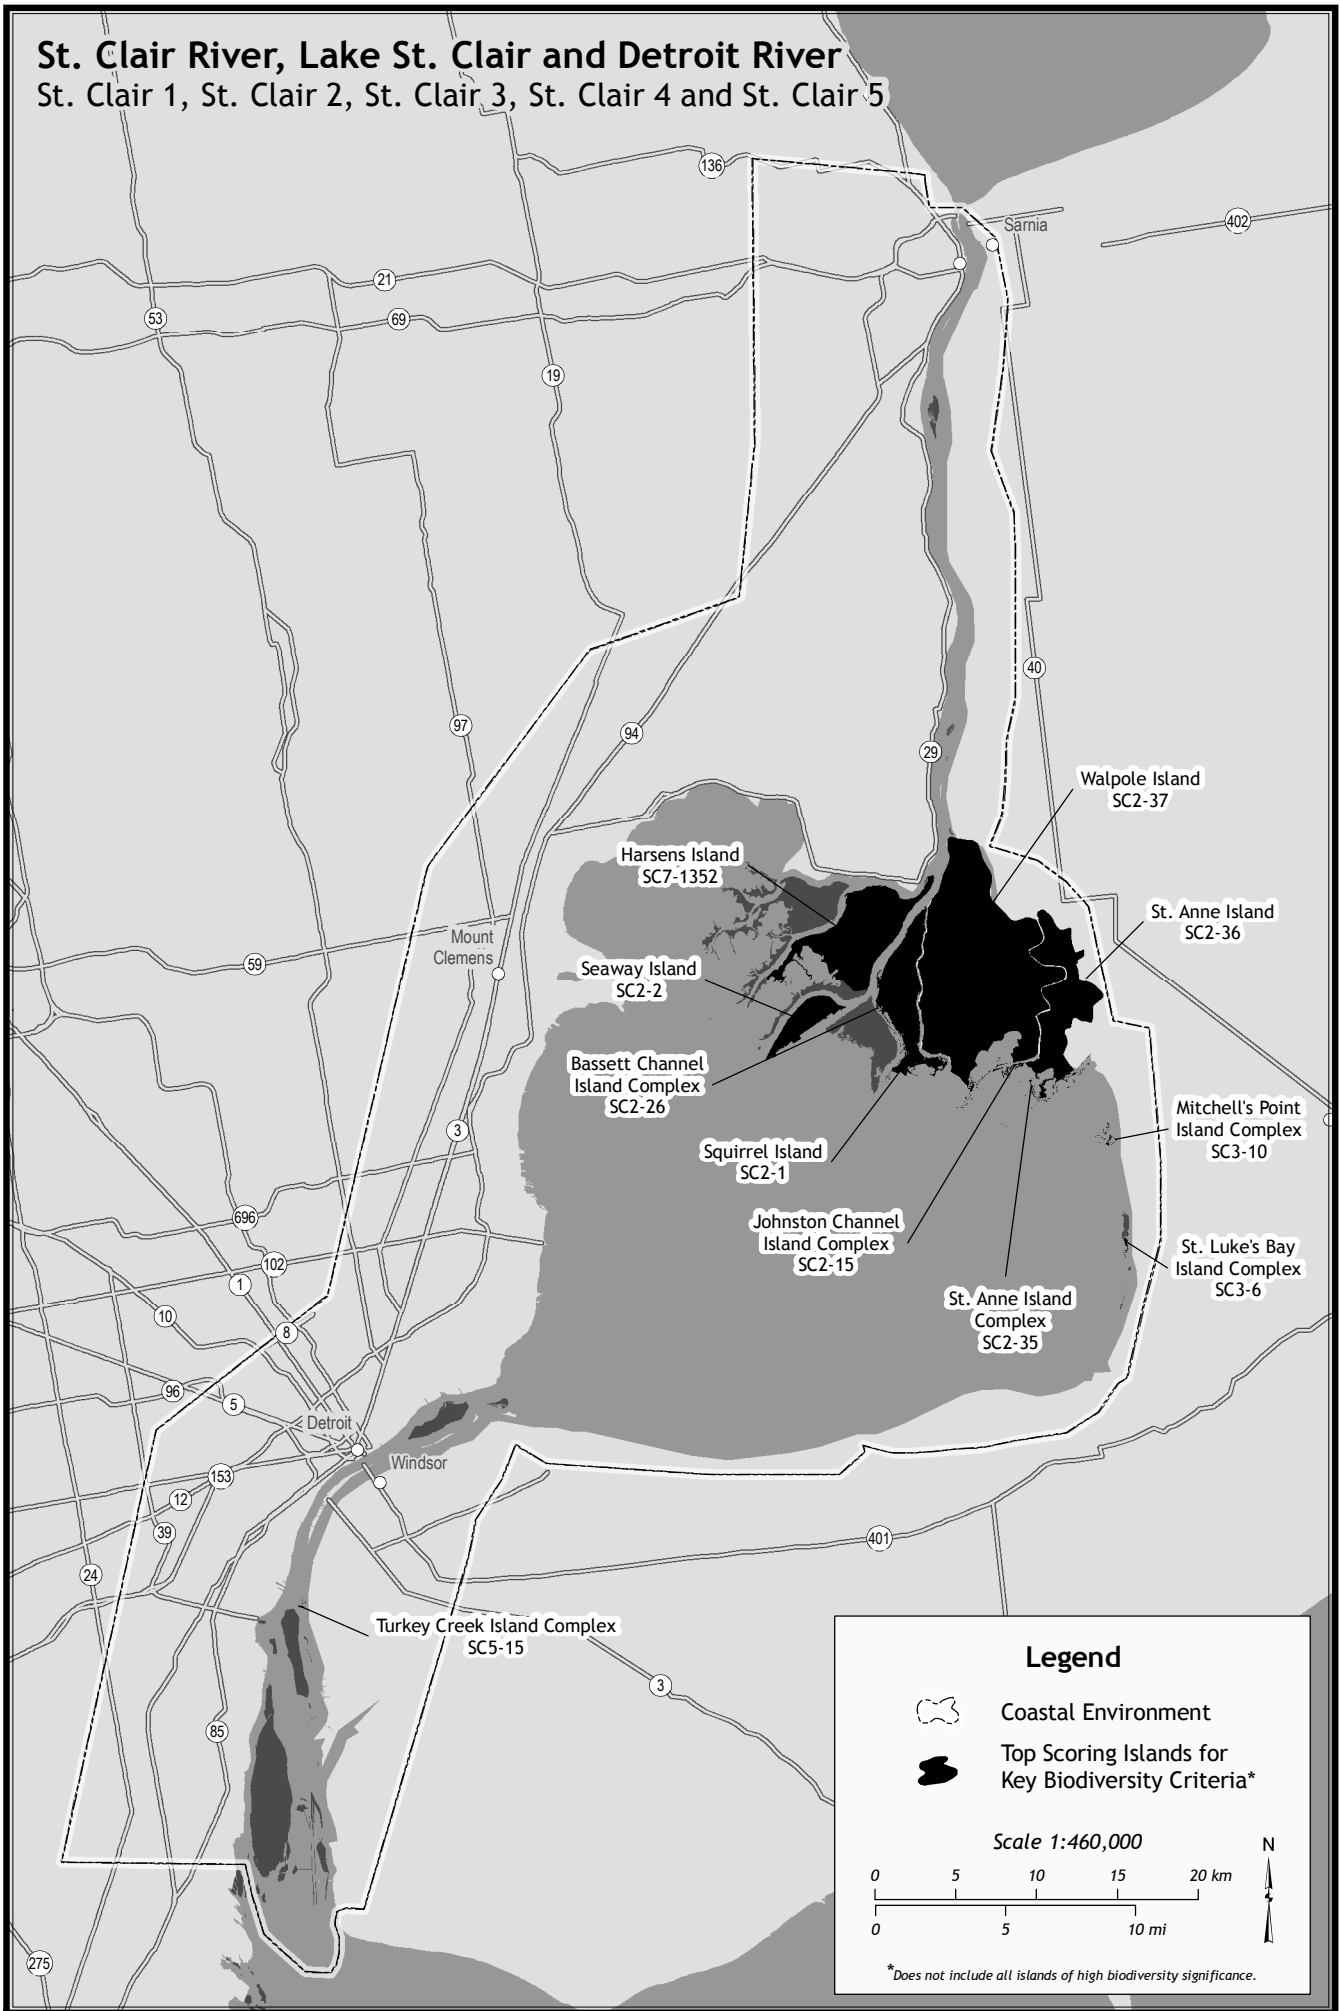 St. Clair River, Lake St. Clair and Detroit River
St. Clair 1, St. Clair 2, St. Clair 3, St. Clair 4 and St. Clair 5
136
Sarnia
402
21
53
69
19
40
97
94
29
Walpole Island
SC2-37
Harsens Island
SC7-1352
St. Anne Island
SC2-36
Mount
Clemens
59
Seaway Island
SC2-2
Bassett Channel
Island Complex
SC2-26
Mitchell's Point
Island Complex
SC3-10
3
Squirrel Island
SC2-1
696
Johnston Channel
Island Complex
SC2-15
St. Luke's Bay
Island Complex
SC3-6
102
1
St. Anne Island
Complex
SC2-35
10
8
96
5
Detroit
Windsor
153
12
39
401
24
Turkey Creek Island Complex
SC5-15
3
85
275
Legend
Coastal Environment
Top Scoring Islands for
Key Biodiversity Criteria*
Scale 1:460,000
N
0 5 10 15 20 km
0 5 10 mi
*Does not include all islands of high biodiversity significance.